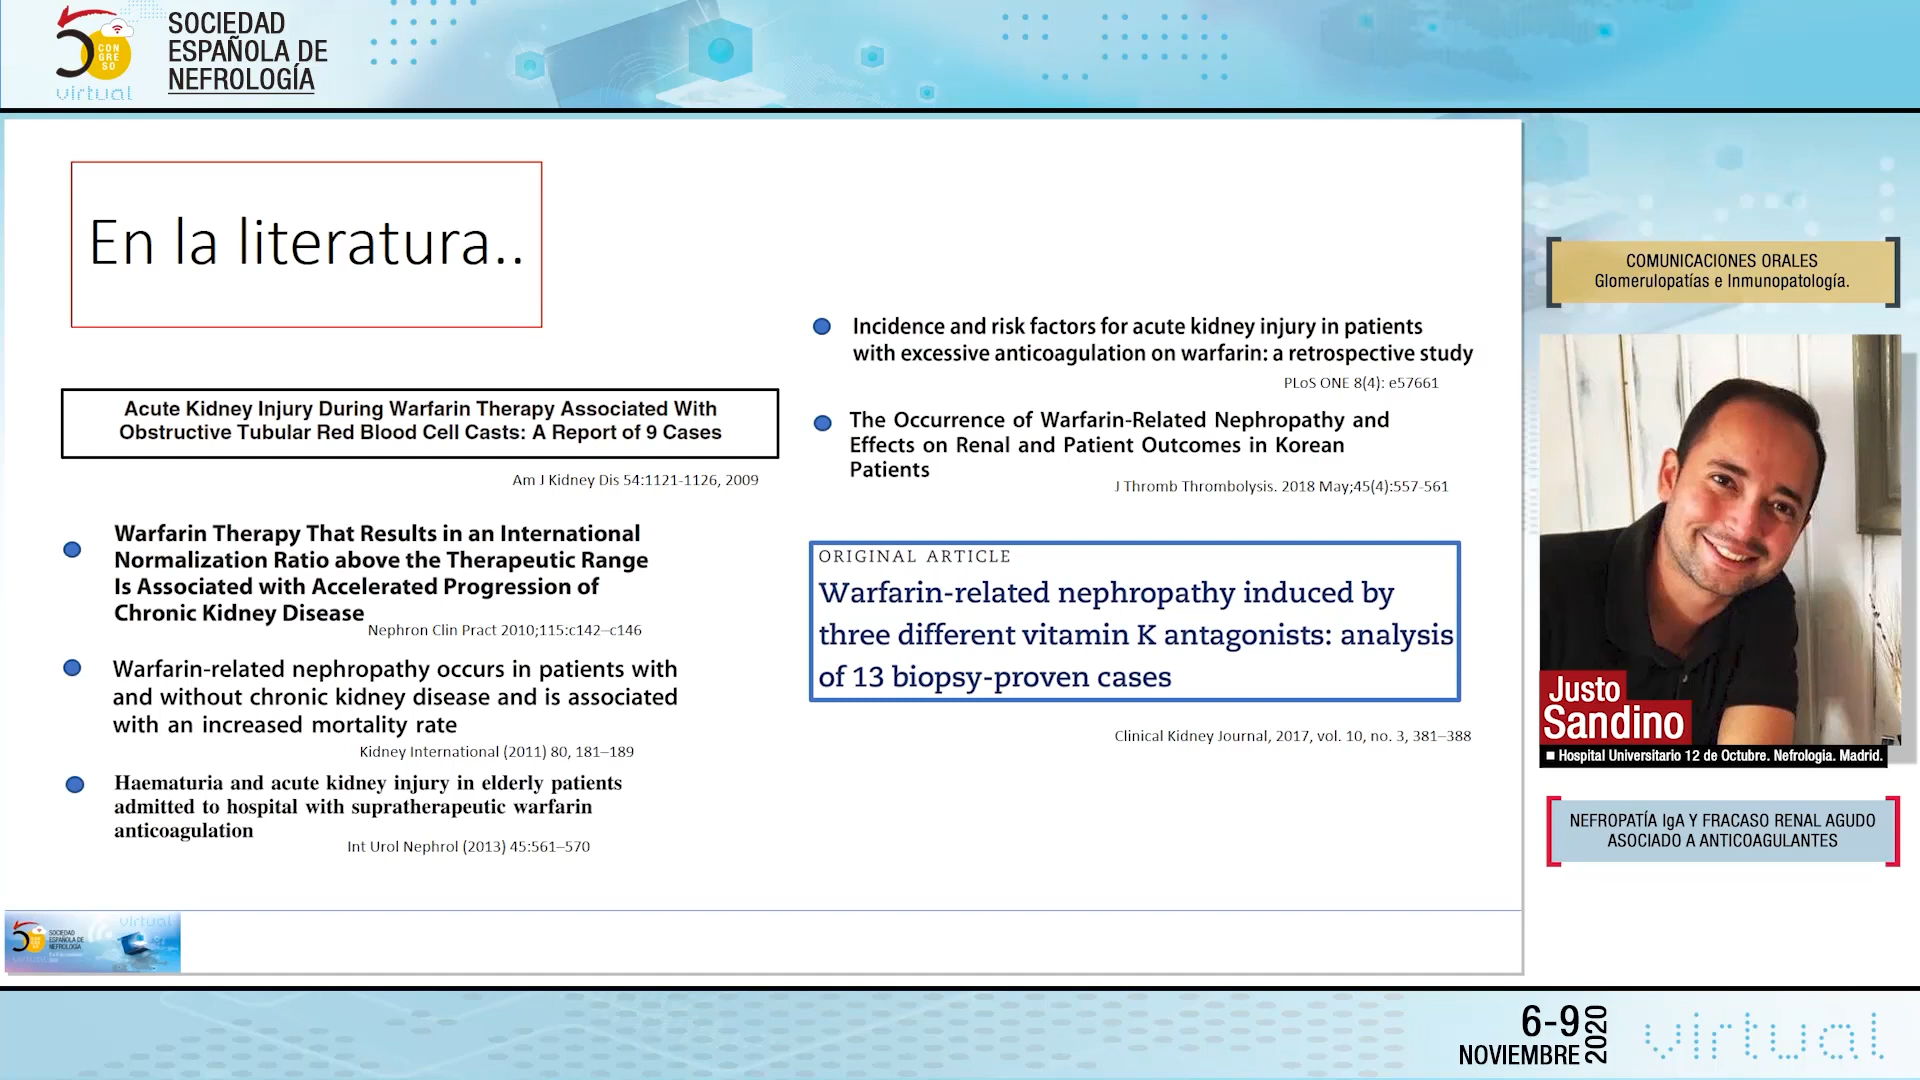 CONGRESO
virtual
SOCIEDAD
ESPAÑOLA DE
NEFROLOGÍA
En la literatura..
Acute Kidney Injury During Warfarin Therapy Associated With
Obstructive Tubular Red Blood Cell Casts: A Report of 9 Cases
Am J Kidney Dis 54:1121-1126, 2009
Warfarin Therapy That Results in an International
Normalization Ratio above the Therapeutic Range
Is Associated with Accelerated Progression of
Chronic Kidney Disease
Nephron Clin Pract 2010;115:c142–c146
Warfarin-related nephropathy occurs in patients with
and without chronic kidney disease and is associated
with an increased mortality rate
Kidney International (2011) 80, 181–189
Haematuria and acute kidney injury in elderly patients
admitted to hospital with supratherapeutic warfarin
anticoagulation
Int Urol Nephrol (2013) 45:561–570
Incidence and risk factors for acute kidney injury in patients
with excessive anticoagulation on warfarin: a retrospective study
PLoS ONE 8(4): e57661
The Occurrence of Warfarin-Related Nephropathy and
Effects on Renal and Patient Outcomes in Korean
Patients
J Thromb Thrombolysis. 2018 May;45(4):557-561
ORIGINAL ARTICLE
Warfarin-related nephropathy induced by
three different vitamin K antagonists: analysis
of 13 biopsy-proven cases
Clinical Kidney Journal, 2017, vol. 10, no. 3, 381–388
COMUNICACIONES ORALES
Glomerulopatías e Inmunopatología.
Justo
Sandino
Hospital Universitario 12 de Octubre. Nefrologia. Madrid.
NEFROPATÍA IgA Y FRACASO RENAL AGUDO
ASOCIADO A ANTICOAGULANTES
virtual
SOCIEDAD
ESPAÑOLA DE
NEFROLOGÍA
6-9
NOVIEMBRE
2020
virtual